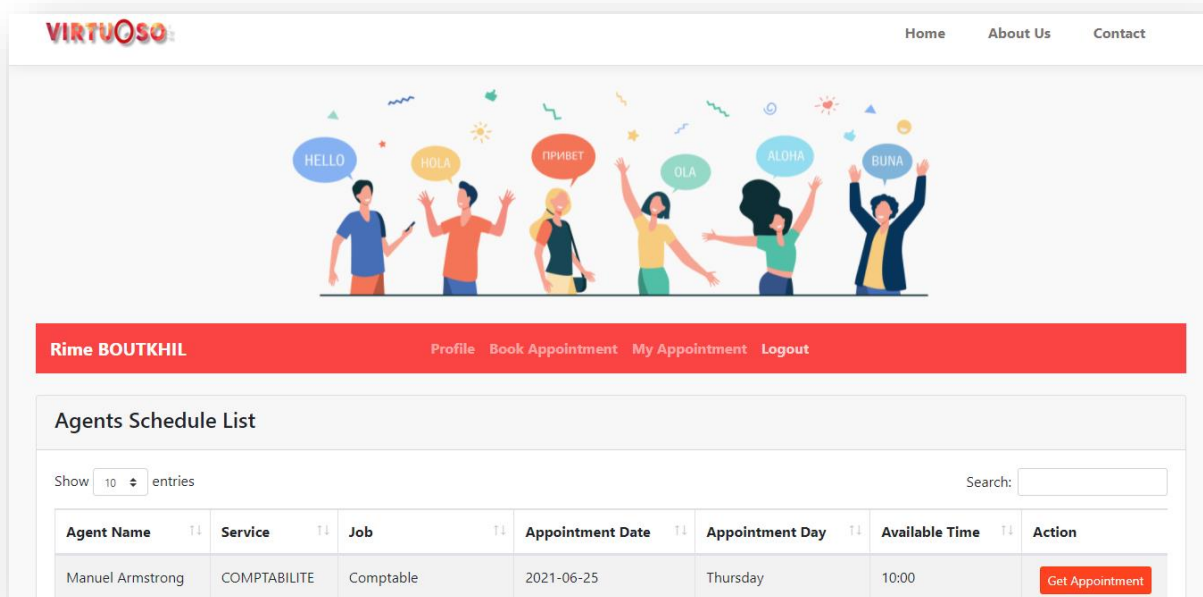 VIRTUOSO
Home About Us Contact
HELLO HOLA ПРИВЕТ OLA ALOHA BUNA
Rime BOUTKHIL Profile Book Appointment My Appointment Logout
Agents Schedule List
Show 10 entries Search:
Agent Name Service Job Appointment Date Appointment Day Available Time Action
Manuel Armstrong COMPTABILITE Comptable 2021-06-25 Thursday 10:00 Get Appointment